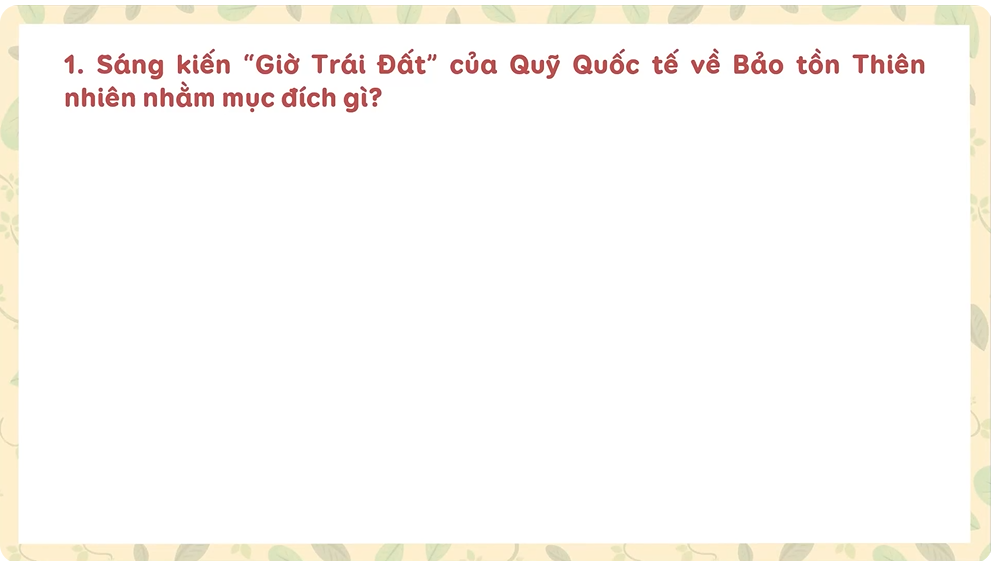 1. Sáng kiến “Giờ Trái Đất” của Quỹ Quốc tế về Bảo tồn Thiên
nhiên nhằm mục đích gì?